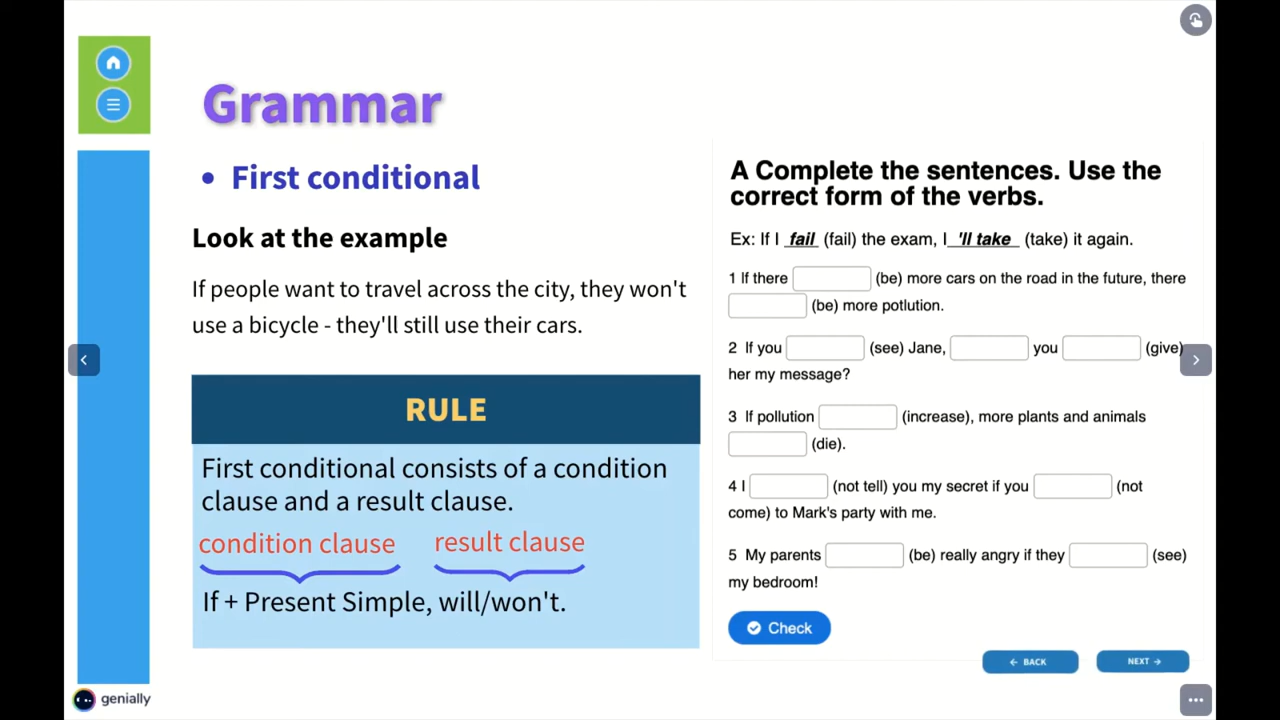 Grammar
• First conditional
Look at the example
If people want to travel across the city, they won't
use a bicycle - they'll still use their cars.
RULE
First conditional consists of a condition
clause and a result clause.
condition clause result clause
If + Present Simple, will/won't.
genially
A Complete the sentences. Use the
correct form of the verbs.
Ex: If I fail (fail) the exam, I 'll take (take) it again.
1 If there (be) more cars on the road in the future, there
(be) more potlution.
2 If you (see) Jane, you (give)
her my message?
3 If pollution (increase), more plants and animals
(die).
4 I (not tell) you my secret if you (not
come) to Mark's party with me.
5 My parents (be) really angry if they (see)
my bedroom!
Check
← BACK
NEXT →